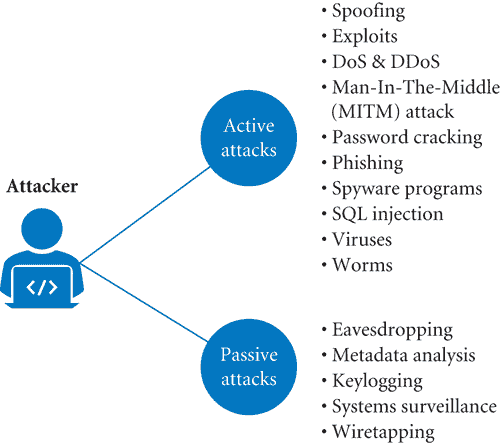 Attacker
</>
Active
attacks
• Spoofing
• Exploits
• DoS & DDoS
• Man-In-The-Middle
(MITM) attack
• Password cracking
• Phishing
• Spyware programs
• SQL injection
• Viruses
• Worms
Passive
attacks
• Eavesdropping
• Metadata analysis
• Keylogging
• Systems surveillance
• Wiretapping